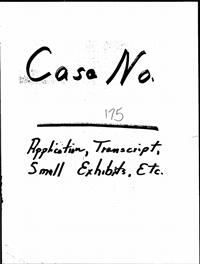 Case No.
175
Application, Transcript,
Small Exhibits, Etc.